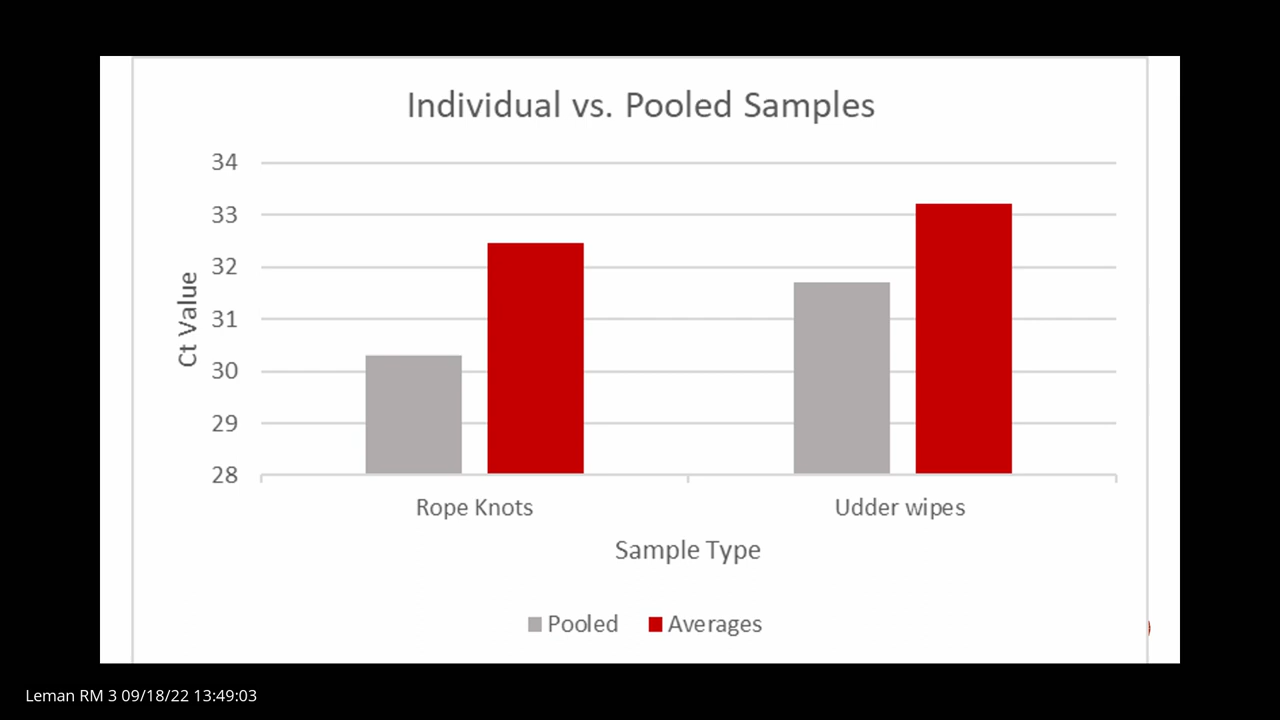 Individual vs. Pooled Samples
34
33
32
31
30
29
28
Ct Value
Rope Knots Udder wipes
Sample Type
Pooled Averages
Leman RM 3 09/18/22 13:49:03